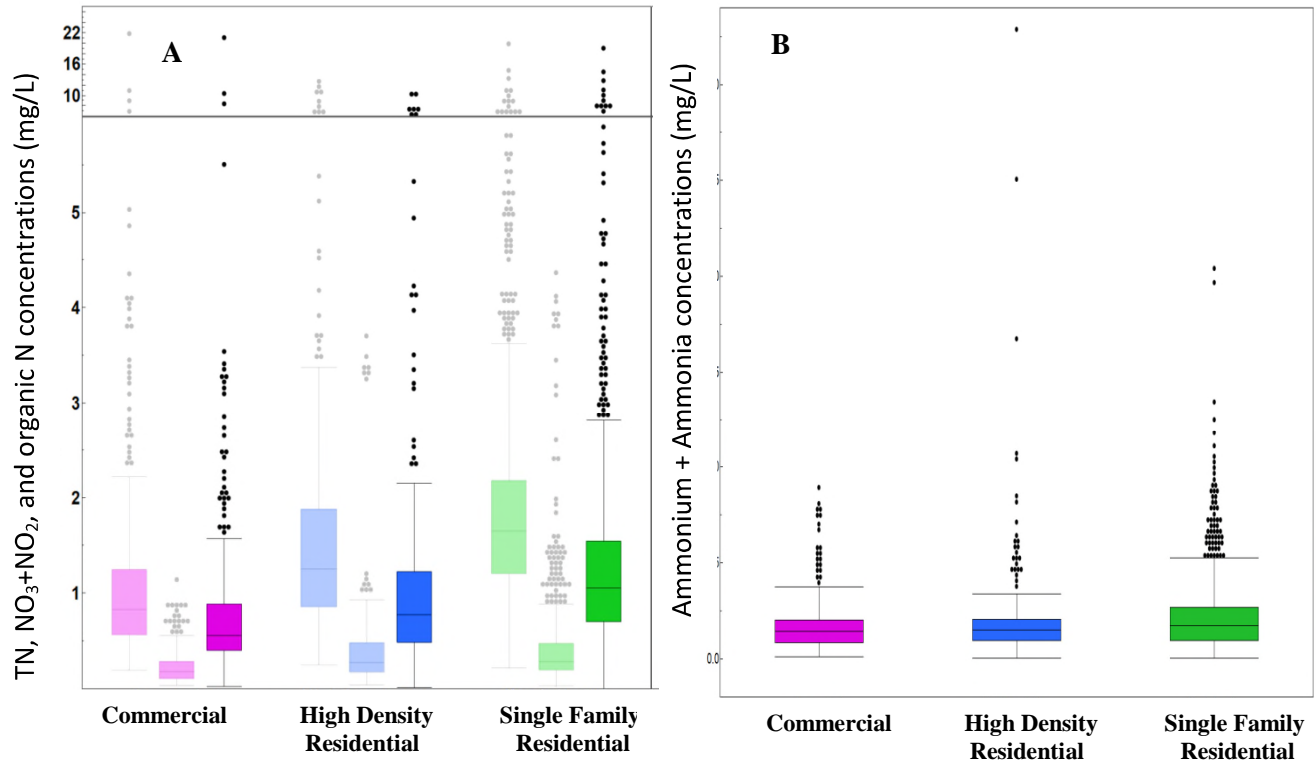 TN, NO₃+NO₂, and organic N concentrations (mg/L)
22
16
10
5
4
3
2
1
A
Commercial
High Density
Residential
Single Family
Residential
Ammonium + Ammonia concentrations (mg/L)
B
0.0
Commercial
High Density
Residential
Single Family
Residential